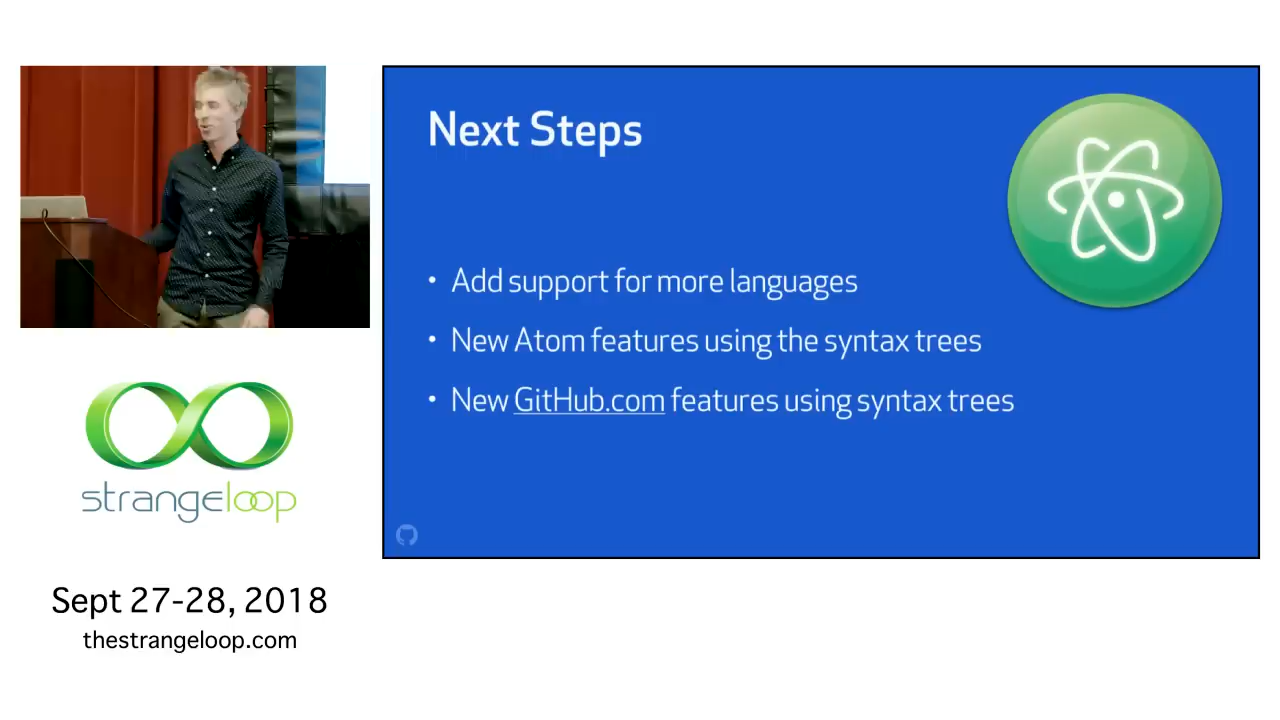 Next Steps
• Add support for more languages
• New Atom features using the syntax trees
• New GitHub.com features using syntax trees
strangeloop
Sept 27-28, 2018
thestrangeloop.com